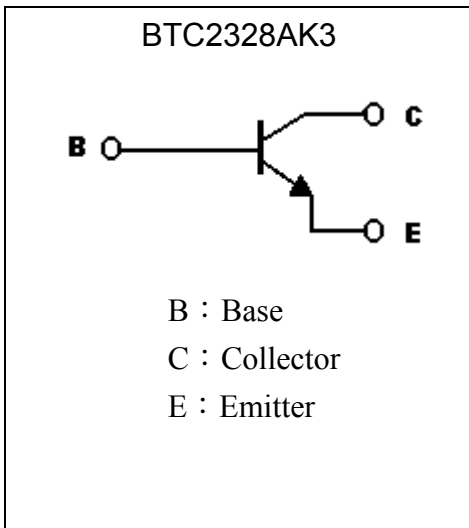 BTC2328AK3
C
B
E
B：Base
C：Collector
E：Emitter